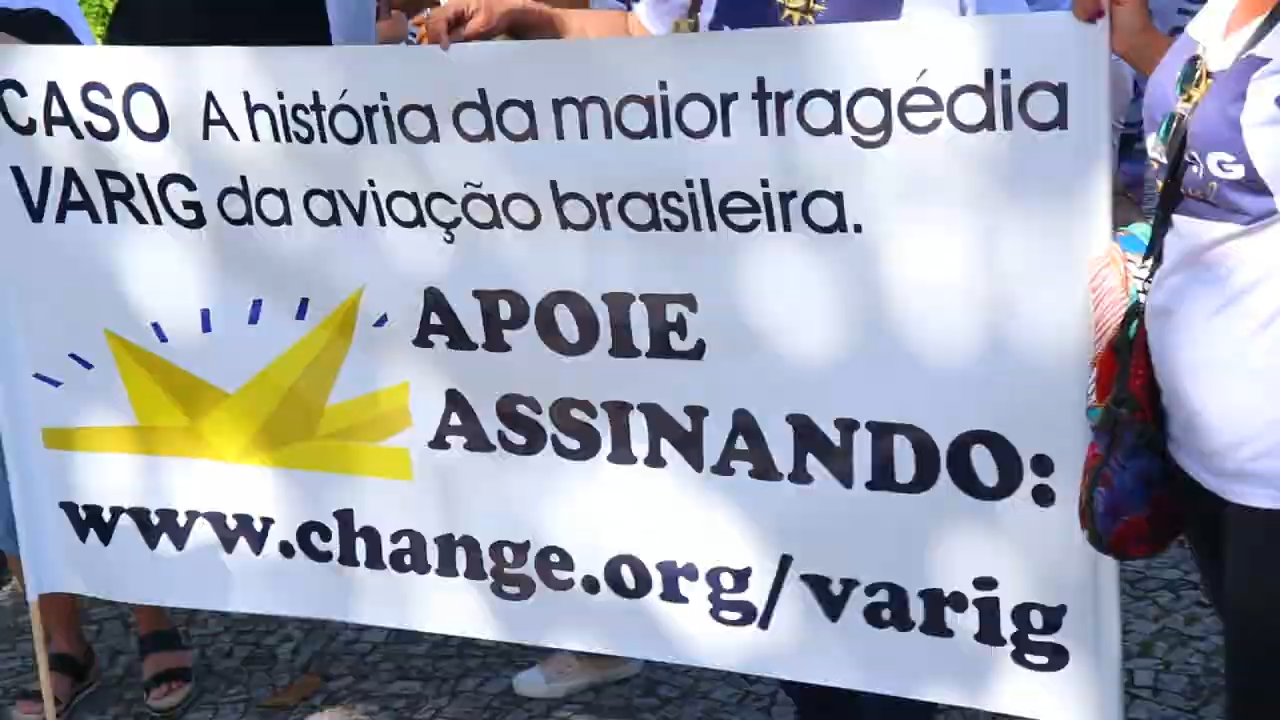 CASO A história da maior tragédia
VARIG da aviação brasileira.
APOIE
ASSINANDO:
www.change.org/varig